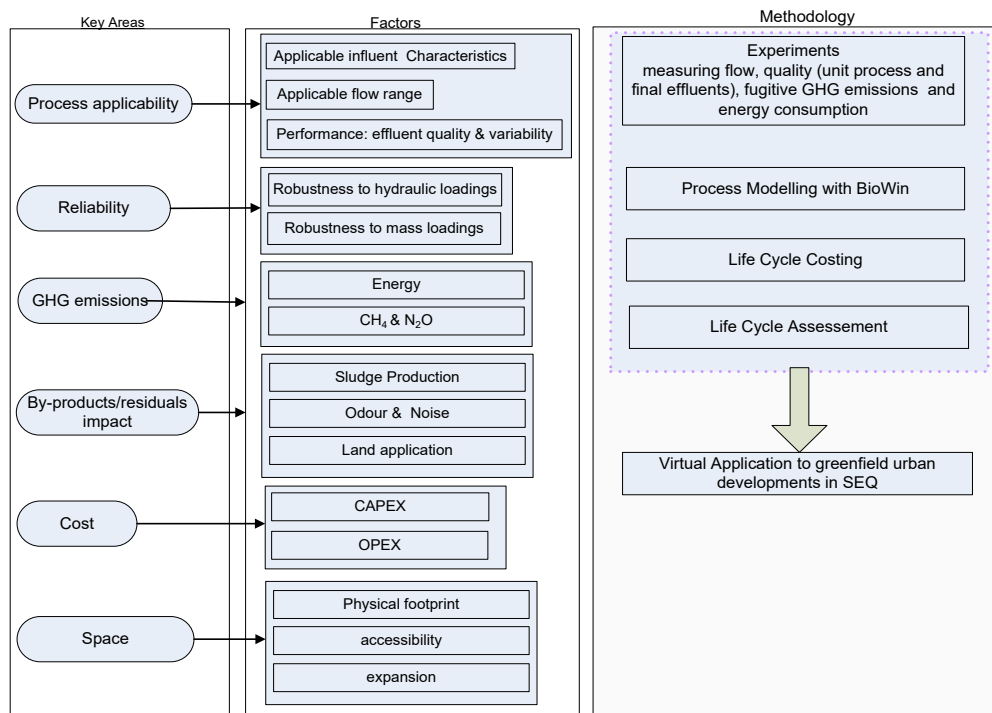 Key Areas
Process applicability
Reliability
GHG emissions
By-products/residuals
impact
Cost
Space
Factors
Applicable influent Characteristics
Applicable flow range
Performance: effluent quality & variability
Robustness to hydraulic loadings
Robustness to mass loadings
Energy
CH₄ & N₂O
Sludge Production
Odour & Noise
Land application
CAPEX
OPEX
Physical footprint
accessibility
expansion
Methodology
Experiments
measuring flow, quality (unit process and
final effluents), fugitive GHG emissions and
energy consumption
Process Modelling with BioWin
Life Cycle Costing
Life Cycle Assessement
Virtual Application to greenfield urban
developments in SEQ